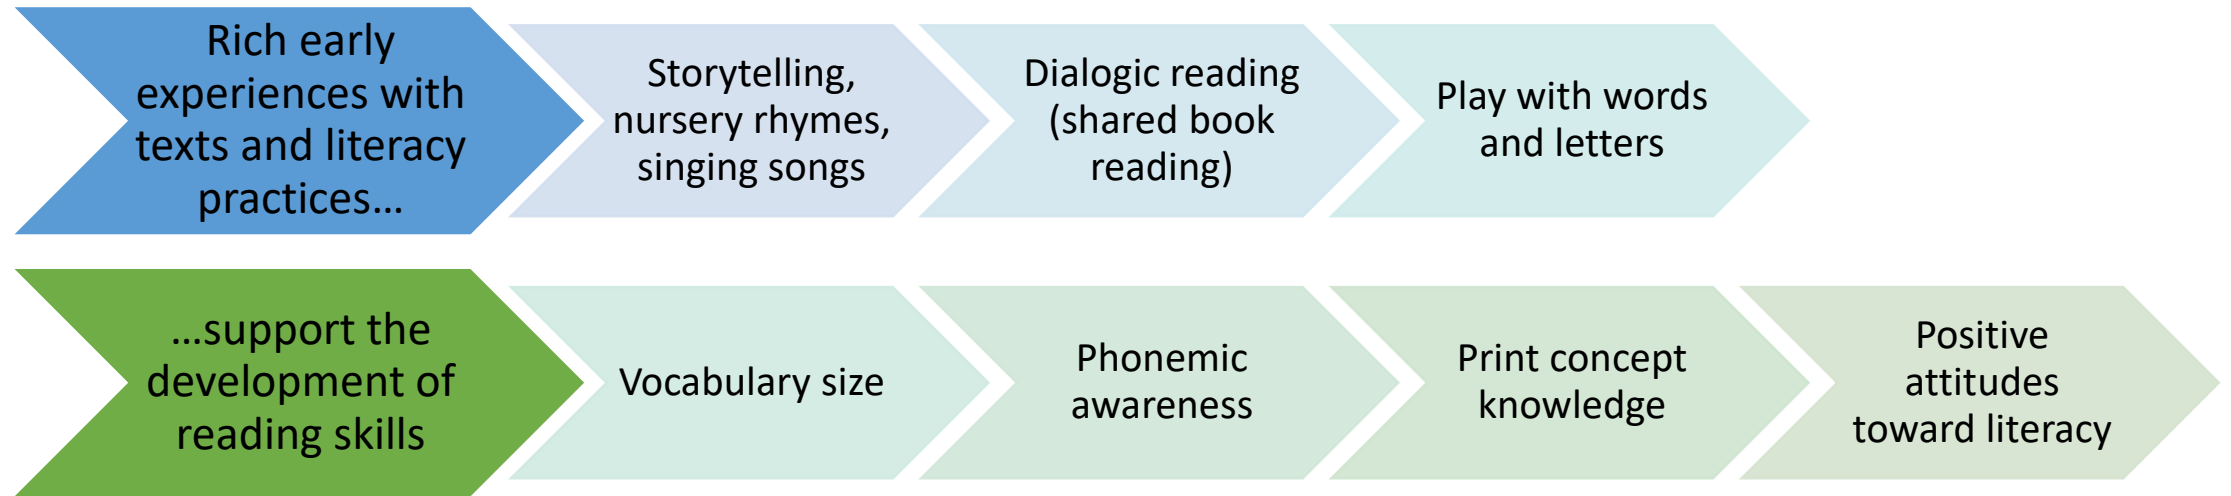 Rich early
experiences with
texts and literacy
practices…
Storytelling,
nursery rhymes,
singing songs
Dialogic reading
(shared book
reading)
Play with words
and letters
…support the
development of
reading skills
Vocabulary size
Phonemic
awareness
Print concept
knowledge
Positive
attitudes
toward literacy